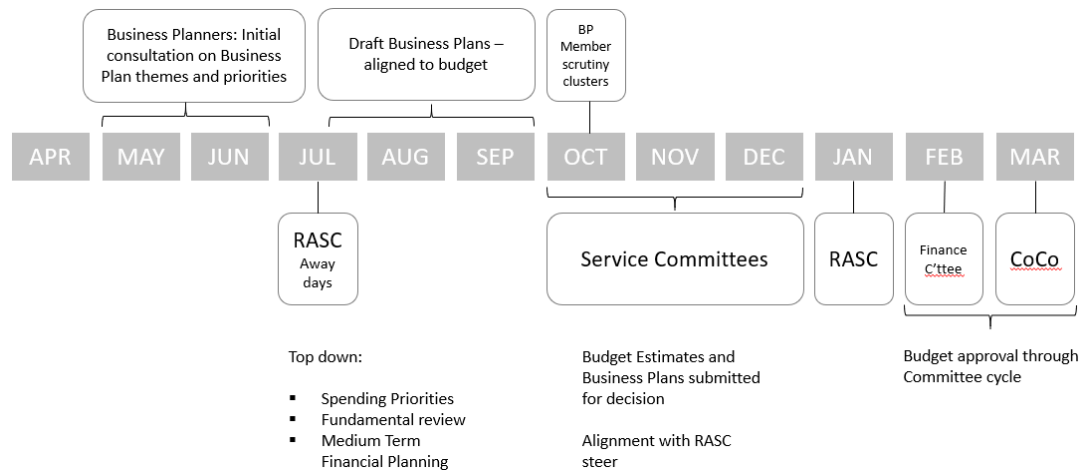 Business Planners: Initial
consultation on Business
Plan themes and priorities
Draft Business Plans –
aligned to budget
BP
Member
scrutiny
clusters
APR MAY JUN JUL AUG SEP OCT NOV DEC JAN FEB MAR
RASC
Away
days
Service Committees
RASC
Finance
C'ttee
CoCo
Top down:
▪ Spending Priorities
▪ Fundamental review
▪ Medium Term
Financial Planning
Budget Estimates and
Business Plans submitted
for decision
Alignment with RASC
steer
Budget approval through
Committee cycle